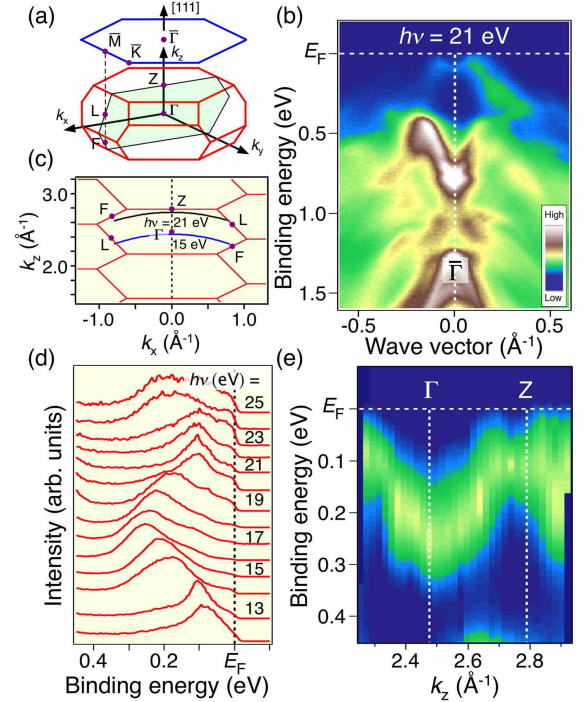 (a)
[111]
M̅
K̅
Γ̅
k_z
Z
L
Γ
k_x
F
k_y
(b)
hν = 21 eV
E_F
Binding energy (eV)
0.5
1.0
1.5
Γ̅
High
Low
-0.5
0.0
0.5
Wave vector (Å⁻¹)
(c)
k_z (Å⁻¹)
3.0
2.0
F
Z
hν = 21 eV
L
Γ
15 eV
L
F
-1.0
0.0
1.0
k_x (Å⁻¹)
(d)
Intensity (arb. units)
hν (eV) =
25
23
21
19
17
15
13
0.4
0.2
E_F
Binding energy (eV)
(e)
Γ
Z
E_F
Binding energy (eV)
0.1
0.2
0.3
0.4
2.4
2.6
2.8
k_z (Å⁻¹)